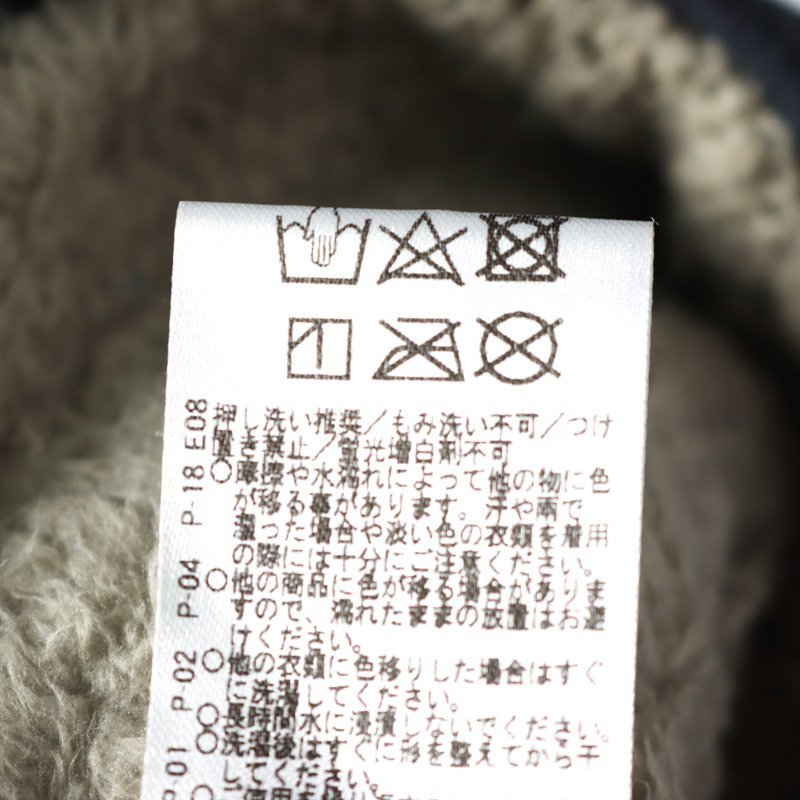 押し洗い推奨／もみ洗い不可／つけ
置き禁止／蛍光増白剤不可
○摩擦や水濡れによって他の物に色
が移る事があります。汗や雨で
湿った場合や淡い色の衣類を着用
の際には十分にご注意ください。
○他の商品に色が移る場合がありま
すので、濡れたままの放置はお避
けください。
○他の衣類に色移りした場合はすぐ
に洗濯してください。
○長時間水に浸漬しないでください。
○洗濯後はすぐに形を整えてから干
P-01 P-02 P-04 P-18 E08